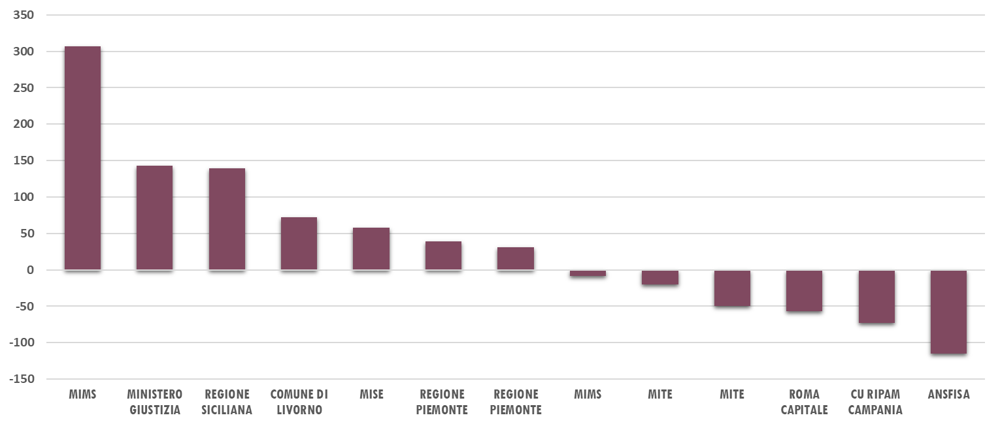 350
300
250
200
150
100
50
0
-50
-100
-150
MIMS
MINISTERO
GIUSTIZIA
REGIONE
SICILIANA
COMUNE DI
LIVORNO
MISE
REGIONE
PIEMONTE
REGIONE
PIEMONTE
MIMS
MITE
MITE
ROMA
CAPITALE
CU RIPAM
CAMPANIA
ANSFISA